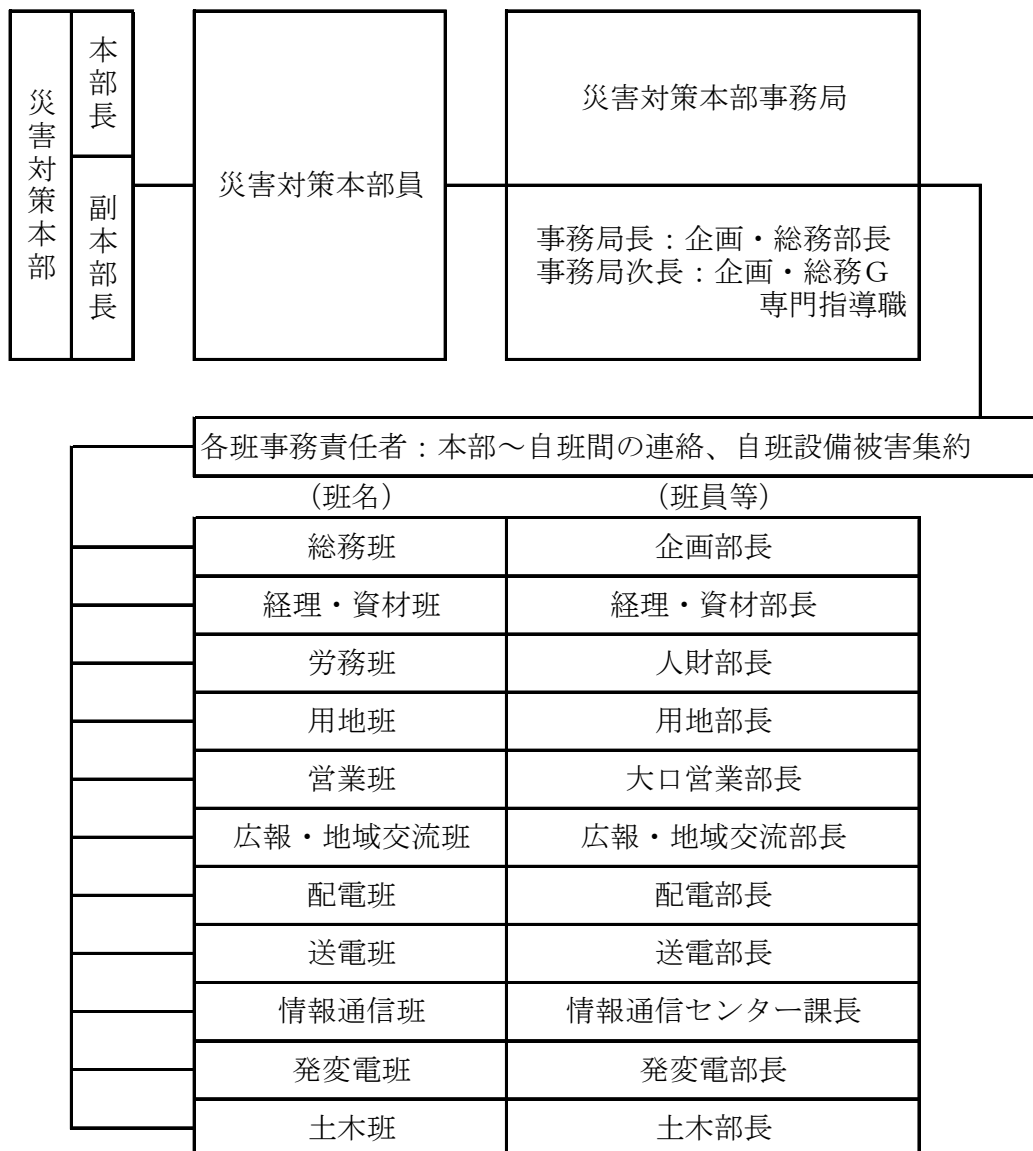 災害対策本部
本部長
副本部長
災害対策本部員
災害対策本部事務局
事務局長：企画・総務部長
事務局次長：企画・総務Ｇ
専門指導職
各班事務責任者：本部～自班間の連絡、自班設備被害集約
（班名） （班員等）
総務班 企画部長
経理・資材班 経理・資材部長
労務班 人財部長
用地班 用地部長
営業班 大口営業部長
広報・地域交流班 広報・地域交流部長
配電班 配電部長
送電班 送電部長
情報通信班 情報通信センター課長
発変電班 発変電部長
土木班 土木部長